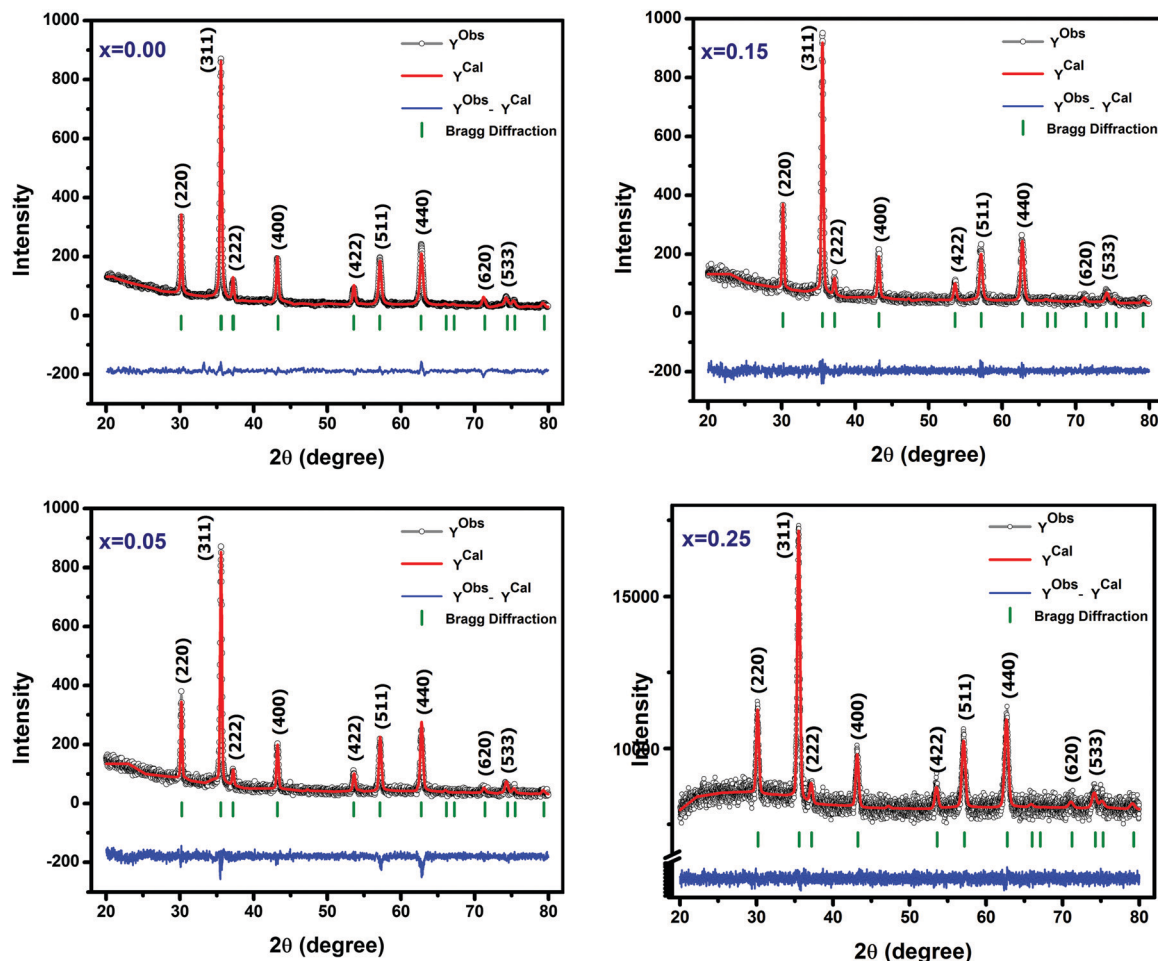 x=0.00
Y^Obs
Y^Cal
Y^Obs - Y^Cal
Bragg Diffraction
(220)
(311)
(222)
(400)
(422)
(511)
(440)
(620)
(533)
1000
800
600
400
200
0
-200
Intensity
20 30 40 50 60 70 80
2θ (degree)
x=0.15
Y^Obs
Y^Cal
Y^Obs - Y^Cal
Bragg Diffraction
(220)
(311)
(222)
(400)
(422)
(511)
(440)
(620)
(533)
1000
800
600
400
200
0
-200
Intensity
20 30 40 50 60 70 80
2θ (degree)
x=0.05
Y^Obs
Y^Cal
Y^Obs - Y^Cal
Bragg Diffraction
(220)
(311)
(222)
(400)
(422)
(511)
(440)
(620)
(533)
1000
800
600
400
200
0
-200
Intensity
20 30 40 50 60 70 80
2θ (degree)
x=0.25
Y^Obs
Y^Cal
Y^Obs - Y^Cal
Bragg Diffraction
(220)
(311)
(222)
(400)
(422)
(511)
(440)
(620)
(533)
15000
10000
Intensity
20 30 40 50 60 70 80
2θ (degree)